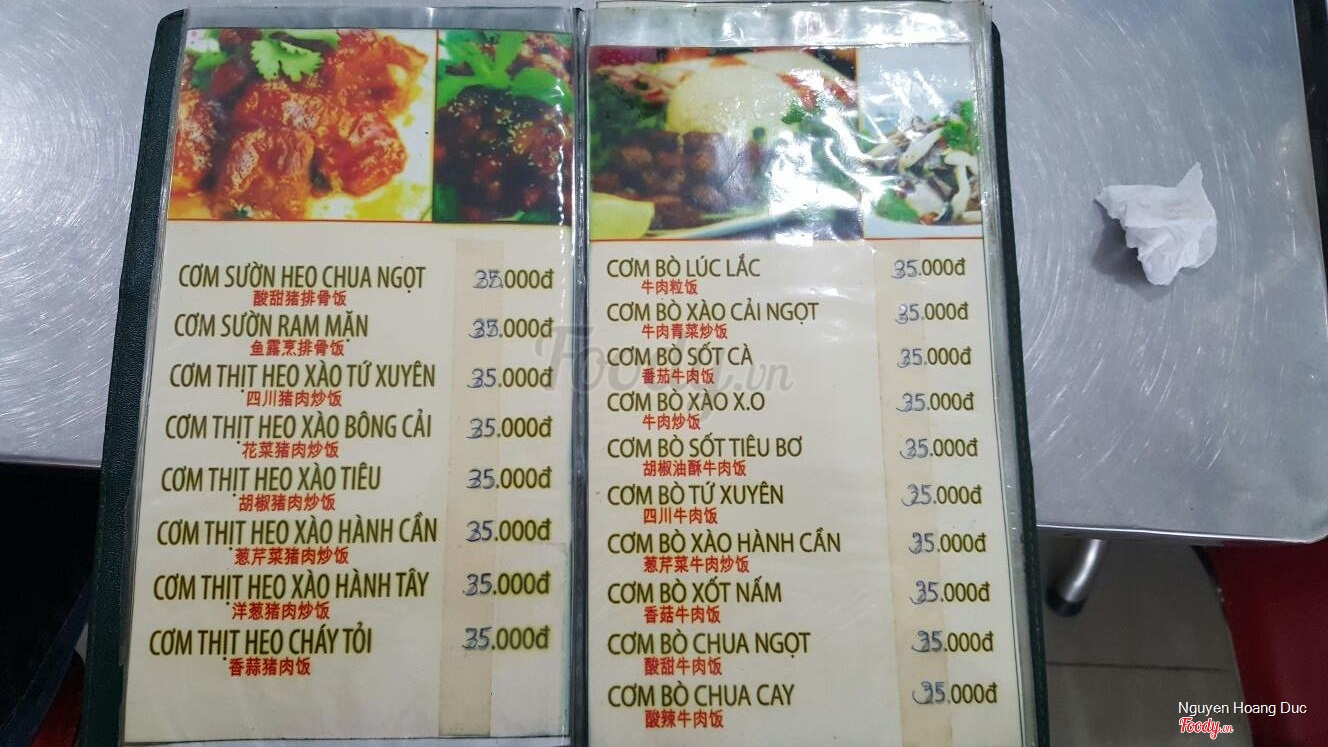 CƠM SƯỜN HEO CHUA NGỌT 35.000đ
酸甜猪排骨饭
CƠM SƯỜN RAM MẶN 35.000đ
鱼露烹排骨饭
CƠM THỊT HEO XÀO TỨ XUYÊN 35.000đ
四川猪肉炒饭
CƠM THỊT HEO XÀO BÔNG CẢI 35.000đ
花菜猪肉炒饭
CƠM THỊT HEO XÀO TIÊU 35.000đ
胡椒猪肉炒饭
CƠM THỊT HEO XÀO HÀNH CẦN 35.000đ
葱芹菜猪肉炒饭
CƠM THỊT HEO XÀO HÀNH TÂY 35.000đ
洋葱猪肉炒饭
CƠM THỊT HEO CHÁY TỎI 35.000đ
香蒜猪肉饭
CƠM BÒ LÚC LẮC 35.000đ
牛肉粒饭
CƠM BÒ XÀO CẢI NGỌT 35.000đ
牛肉青菜炒饭
CƠM BÒ SỐT CÀ 35.000đ
番茄牛肉饭
CƠM BÒ XÀO X.O 35.000đ
牛肉炒饭
CƠM BÒ SỐT TIÊU BƠ 35.000đ
胡椒油酥牛肉饭
CƠM BÒ TỨ XUYÊN 35.000đ
四川牛肉饭
CƠM BÒ XÀO HÀNH CẦN 35.000đ
葱芹菜牛肉炒饭
CƠM BÒ XỐT NẤM 35.000đ
香菇牛肉饭
CƠM BÒ CHUA NGỌT 35.000đ
酸甜牛肉饭
CƠM BÒ CHUA CAY 35.000đ
酸辣牛肉饭
Foody.vn
Nguyen Hoang Duc
Foody.vn